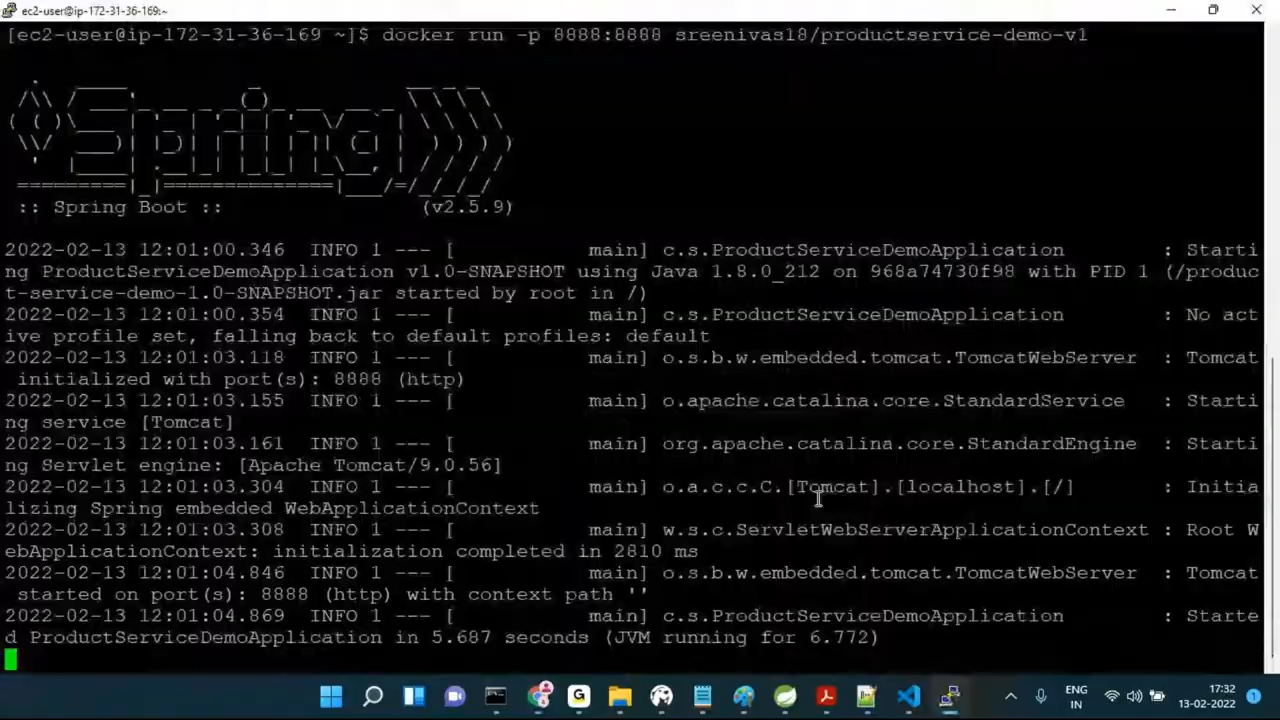 ec2-user@ip-172-31-36-169:~
[ec2-user@ip-172-31-36-169 ~]$ docker run -p 8888:8888 sreenivas18/productservice-demo-v1
Spring
:: Spring Boot ::                (v2.5.9)
2022-02-13 12:01:00.346  INFO 1 --- [           main] c.s.ProductServiceDemoApplication        : Starti
ng ProductServiceDemoApplication v1.0-SNAPSHOT using Java 1.8.0_212 on 968a74730f98 with PID 1 (/produc
t-service-demo-1.0-SNAPSHOT.jar started by root in /)
2022-02-13 12:01:00.354  INFO 1 --- [           main] c.s.ProductServiceDemoApplication        : No act
ive profile set, falling back to default profiles: default
2022-02-13 12:01:03.118  INFO 1 --- [           main] o.s.b.w.embedded.tomcat.TomcatWebServer  : Tomcat
 initialized with port(s): 8888 (http)
2022-02-13 12:01:03.155  INFO 1 --- [           main] o.apache.catalina.core.StandardService   : Starti
ng service [Tomcat]
2022-02-13 12:01:03.161  INFO 1 --- [           main] org.apache.catalina.core.StandardEngine  : Starti
ng Servlet engine: [Apache Tomcat/9.0.56]
2022-02-13 12:01:03.304  INFO 1 --- [           main] o.a.c.c.C.[Tomcat].[localhost].[/]       : Initia
lizing Spring embedded WebApplicationContext
2022-02-13 12:01:03.308  INFO 1 --- [           main] w.s.c.ServletWebServerApplicationContext : Root W
ebApplicationContext: initialization completed in 2810 ms
2022-02-13 12:01:04.846  INFO 1 --- [           main] o.s.b.w.embedded.tomcat.TomcatWebServer  : Tomcat
 started on port(s): 8888 (http) with context path ''
2022-02-13 12:01:04.869  INFO 1 --- [           main] c.s.ProductServiceDemoApplication        : Starte
d ProductServiceDemoApplication in 5.687 seconds (JVM running for 6.772)
ENG
IN
17:32
13-02-2022
1